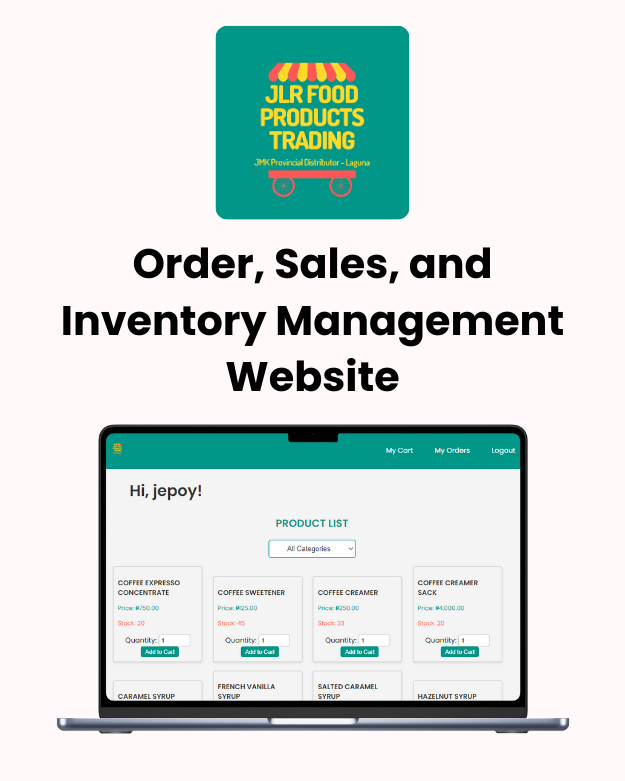 JLR FOOD
PRODUCTS
TRADING
JMK Provincial Distributor - Laguna
Order, Sales, and
Inventory Management
Website
My Cart My Orders Logout
Hi, jepoy!
PRODUCT LIST
All Categories
COFFEE EXPRESSO
CONCENTRATE
Price: ₱750.00
Stock: 20
Quantity: 1
Add to Cart
COFFEE SWEETENER
Price: ₱125.00
Stock: 45
Quantity: 1
Add to Cart
COFFEE CREAMER
Price: ₱250.00
Stock: 33
Quantity: 1
Add to Cart
COFFEE CREAMER
SACK
Price: ₱4,000.00
Stock: 20
Quantity: 1
Add to Cart
CARAMEL SYRUP
FRENCH VANILLA
SYRUP
SALTED CARAMEL
SYRUP
HAZELNUT SYRUP